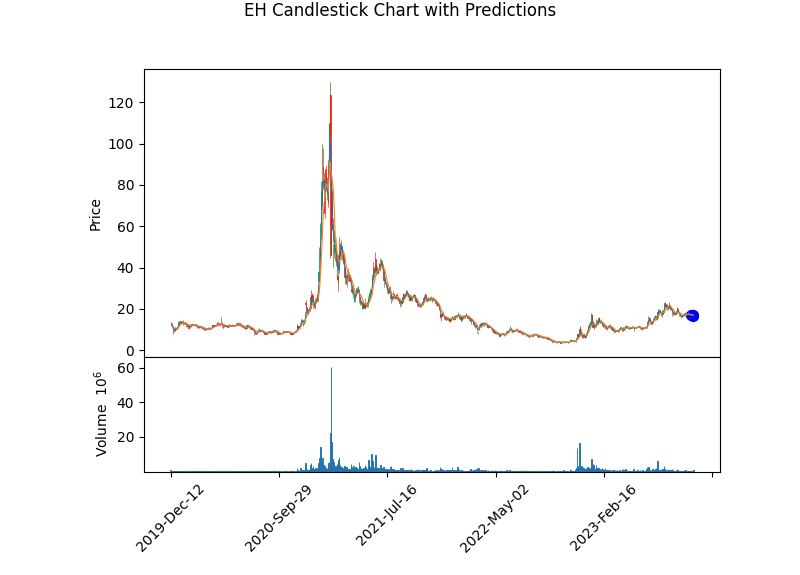 EH Candlestick Chart with Predictions
120
100
80
60
40
20
0
Price
60
40
20
Volume 10^6
2019-Dec-12
2020-Sep-29
2021-Jul-16
2022-May-02
2023-Feb-16